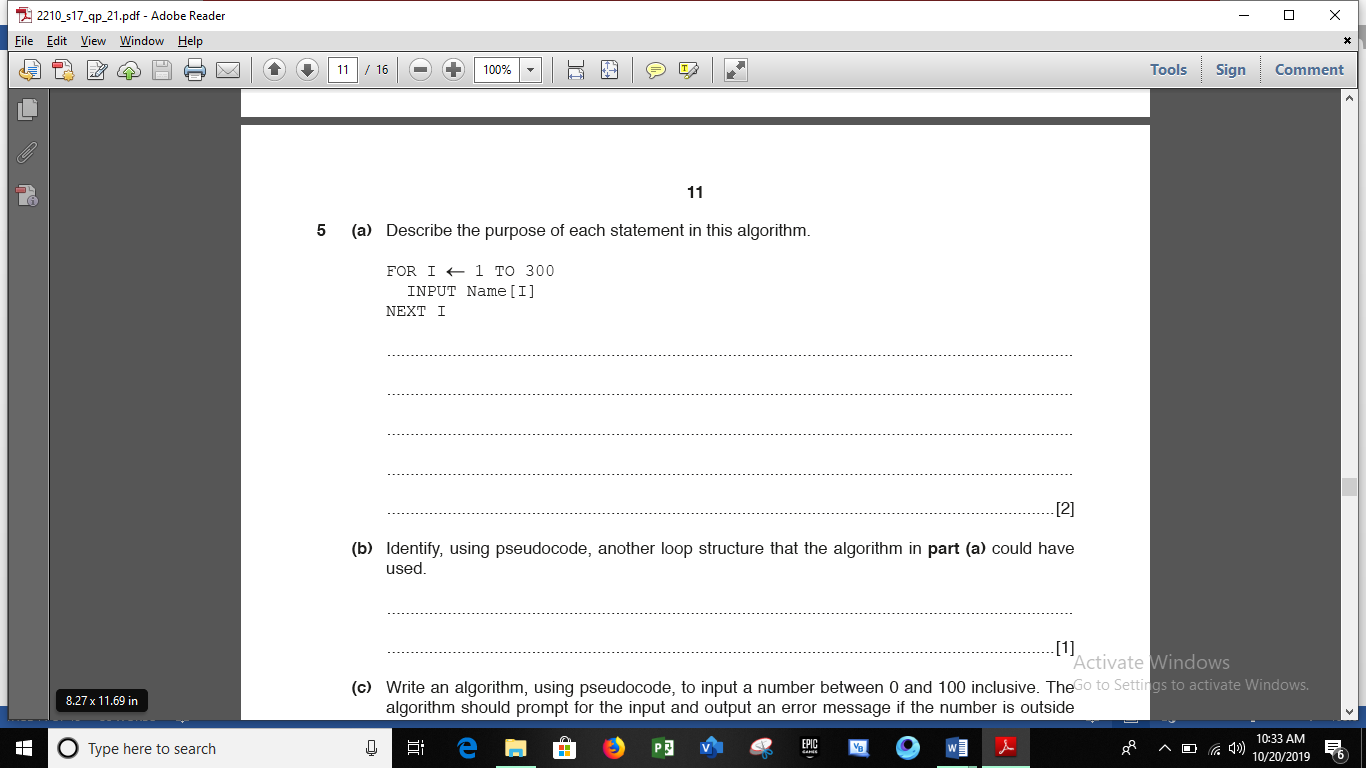 2210_s17_qp_21.pdf - Adobe Reader
File Edit View Window Help
11 / 16 100% Tools Sign Comment
11
5 (a) Describe the purpose of each statement in this algorithm.
FOR I ← 1 TO 300
INPUT Name[I]
NEXT I
[2]
(b) Identify, using pseudocode, another loop structure that the algorithm in part (a) could have
used.
[1]
Activate Windows
Go to Settings to activate Windows.
(c) Write an algorithm, using pseudocode, to input a number between 0 and 100 inclusive. The
algorithm should prompt for the input and output an error message if the number is outside
8.27 x 11.69 in
Type here to search
EPIC GAMES
10:33 AM
10/20/2019
6